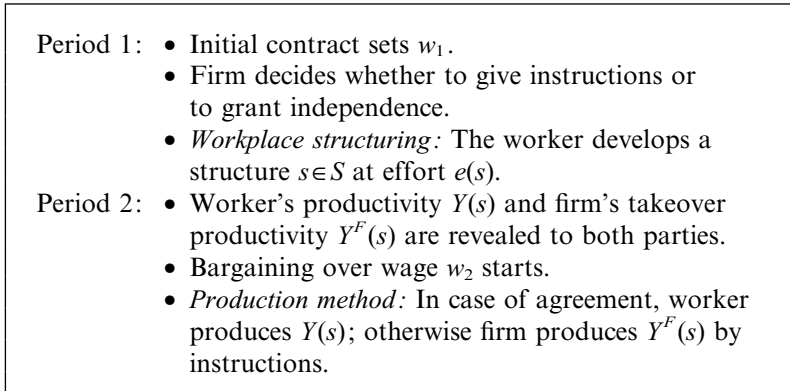 Period 1: • Initial contract sets w₁.
• Firm decides whether to give instructions or
to grant independence.
• Workplace structuring: The worker develops a
structure s∈S at effort e(s).
Period 2: • Worker's productivity Y(s) and firm's takeover
productivity Y^F(s) are revealed to both parties.
• Bargaining over wage w₂ starts.
• Production method: In case of agreement, worker
produces Y(s); otherwise firm produces Y^F(s) by
instructions.